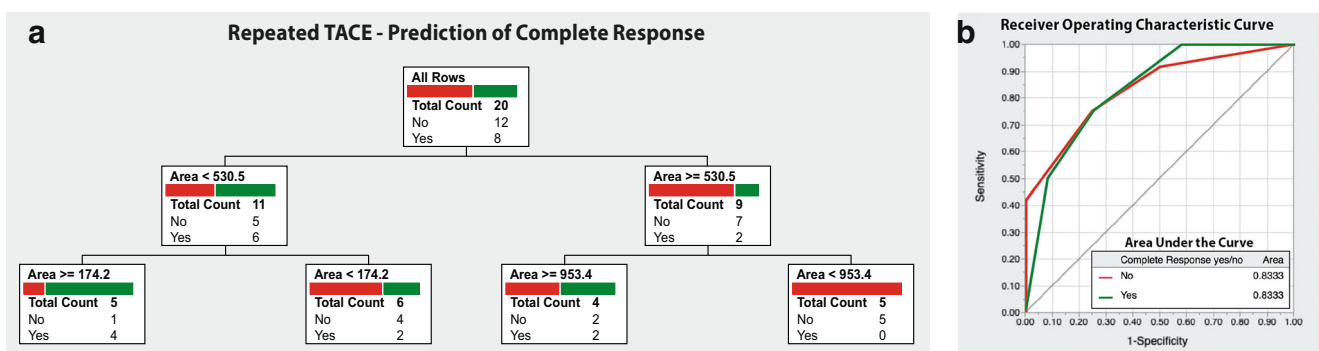 a
Repeated TACE - Prediction of Complete Response
All Rows
Total Count 20
No 12
Yes 8
Area < 530.5
Total Count 11
No 5
Yes 6
Area >= 530.5
Total Count 9
No 7
Yes 2
Area >= 174.2
Total Count 5
No 1
Yes 4
Area < 174.2
Total Count 6
No 4
Yes 2
Area >= 953.4
Total Count 4
No 2
Yes 2
Area < 953.4
Total Count 5
No 5
Yes 0
b
Receiver Operating Characteristic Curve
Sensitivity
1.00
0.90
0.80
0.70
0.60
0.50
0.40
0.30
0.20
0.10
0.00
Area Under the Curve
Complete Response yes/no Area
No 0.8333
Yes 0.8333
0.00 0.10 0.20 0.30 0.40 0.50 0.60 0.70 0.80 0.90 1.00
1-Specificity